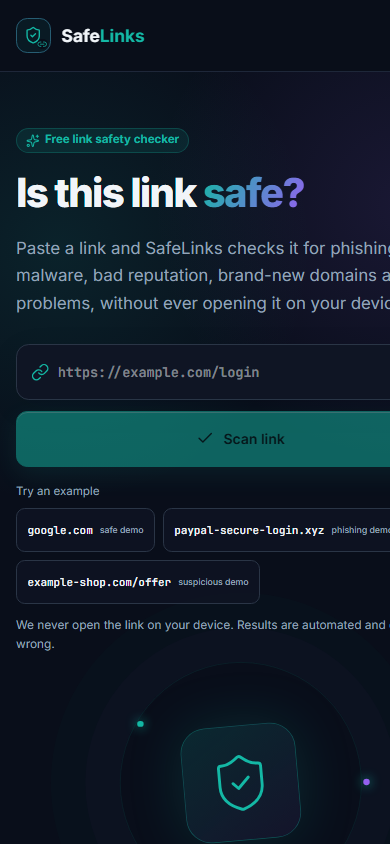 SafeLinks
Free link safety checker
Is this link safe?
Paste a link and SafeLinks checks it for phishing
malware, bad reputation, brand-new domains
problems, without ever opening it on your
https://example.com/login
Scan link
Try an example
google.com safe demo
paypal-secure-login.xyz phishing
example-shop.com/offer suspicious demo
We never open the link on your device. Results are automated and
wrong.